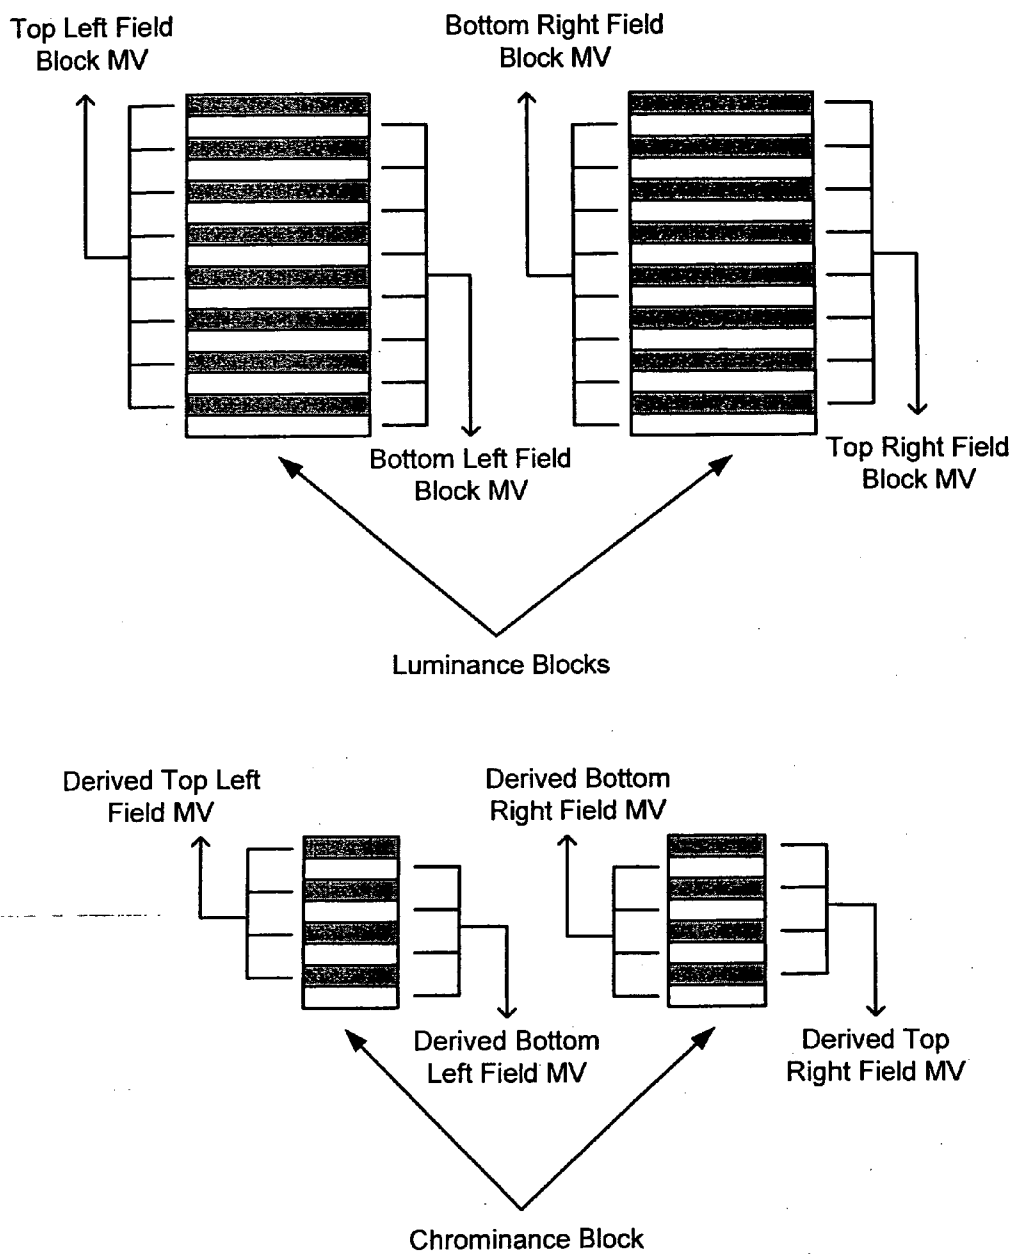 Top Left Field
Block MV
Bottom Right Field
Block MV
Bottom Left Field
Block MV
Top Right Field
Block MV
Luminance Blocks
Derived Top Left
Field MV
Derived Bottom
Right Field MV
Derived Bottom
Left Field MV
Derived Top
Right Field MV
Chrominance Block